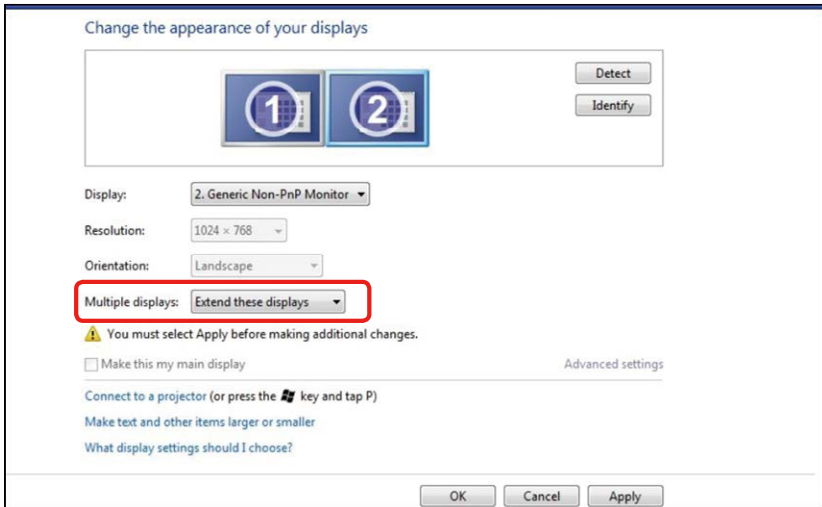 Change the appearance of your displays
1
2
Detect
Identify
Display:
2. Generic Non-PnP Monitor
Resolution:
1024 × 768
Orientation:
Landscape
Multiple displays:
Extend these displays
You must select Apply before making additional changes.
Make this my main display
Advanced settings
Connect to a projector (or press the key and tap P)
Make text and other items larger or smaller
What display settings should I choose?
OK
Cancel
Apply